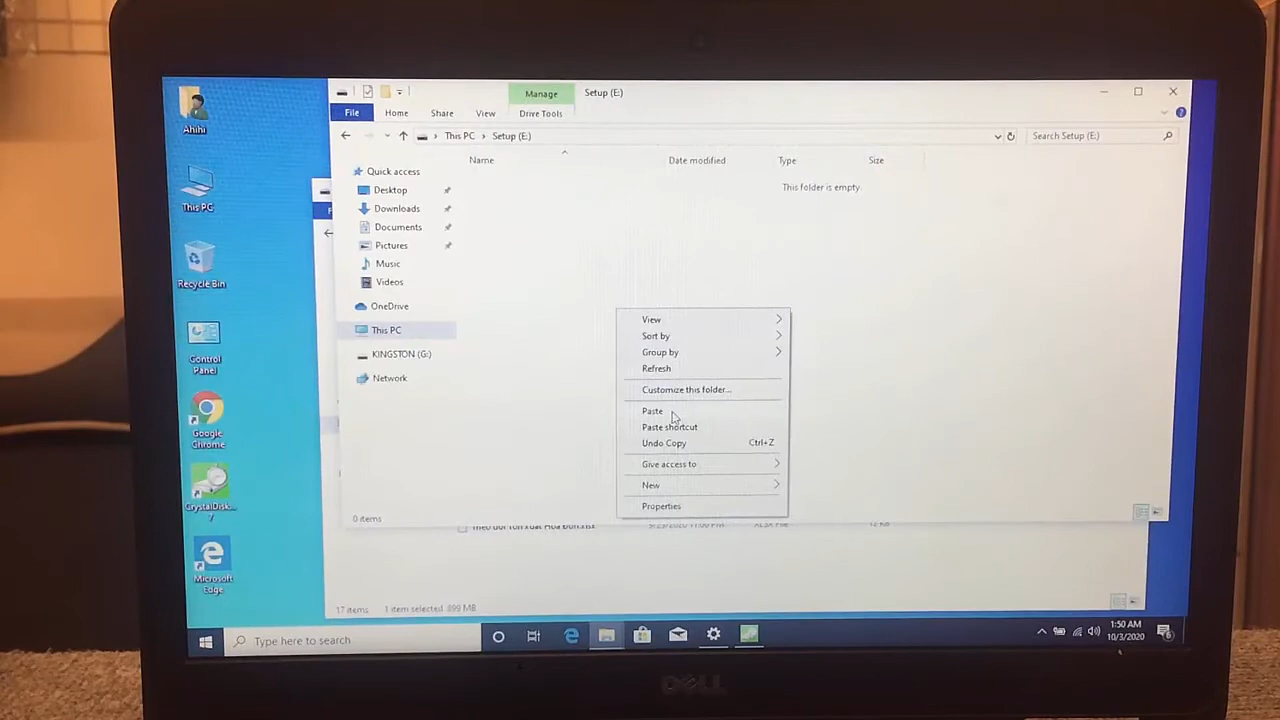 Ahihi
This PC
Recycle Bin
Control
Panel
Google
Chrome
CrystalDisk...
7
Microsoft
Edge
Manage
Setup (E:)
File
Home
Share
View
Drive Tools
This PC
Setup (E:)
Search Setup (E:)
Name
Date modified
Type
Size
This folder is empty.
Quick access
Desktop
Downloads
Documents
Pictures
Music
Videos
OneDrive
This PC
KINGSTON (G:)
Network
View
Sort by
Group by
Refresh
Customize this folder...
Paste
Paste shortcut
Undo Copy Ctrl+Z
Give access to
New
Properties
0 items
17 items 1 item selected 899 MB
Type here to search
1:50 AM
10/3/2020
6
DELL